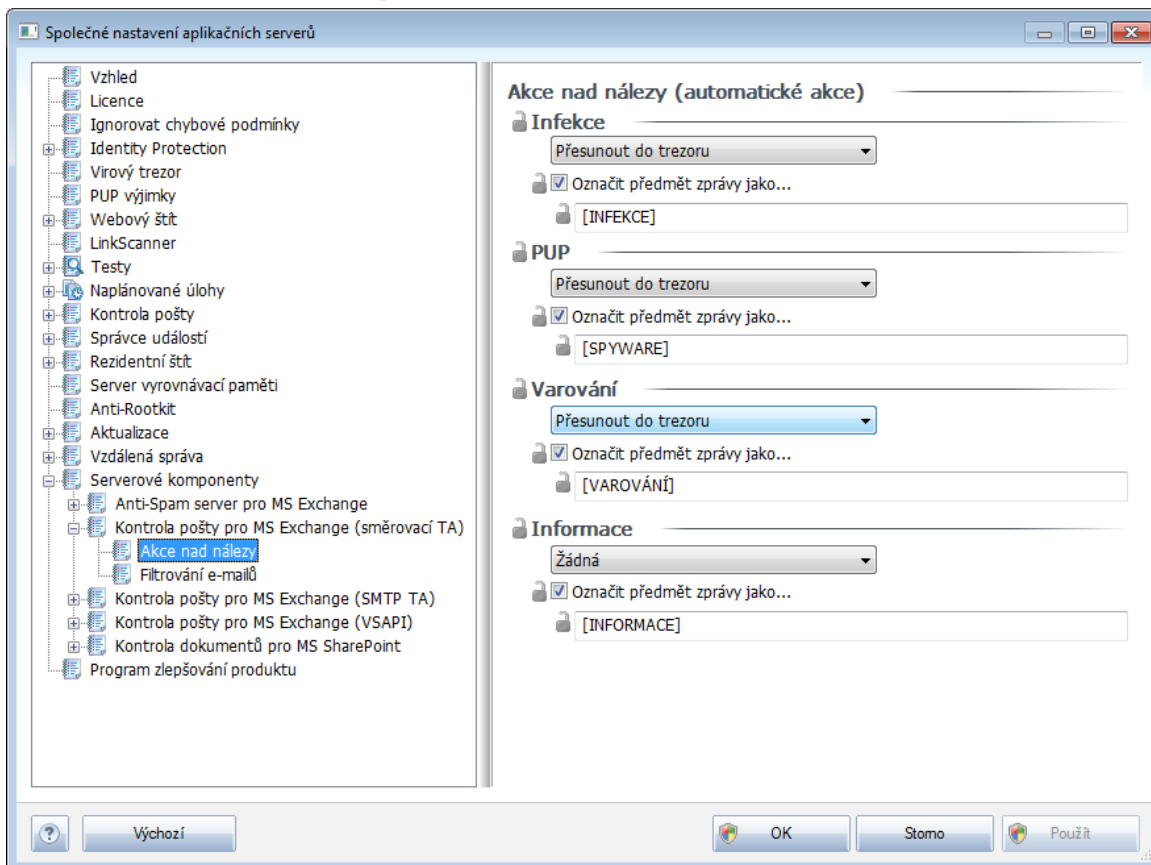 Společné nastavení aplikačních serverů
Vzhled
Licence
Ignorovat chybové podmínky
Identity Protection
Virový trezor
PUP výjimky
Webový štít
LinkScanner
Testy
Naplánované úlohy
Kontrola pošty
Správce událostí
Rezidentní štít
Server vyrovnávací paměti
Anti-Rootkit
Aktualizace
Vzdálená správa
Serverové komponenty
Anti-Spam server pro MS Exchange
Kontrola pošty pro MS Exchange (směrovací TA)
Akce nad nálezy
Filtrování e-mailů
Kontrola pošty pro MS Exchange (SMTP TA)
Kontrola pošty pro MS Exchange (VSAPI)
Kontrola dokumentů pro MS SharePoint
Program zlepšování produktu
Akce nad nálezy (automatické akce)
Infekce
Přesunout do trezoru
Označit předmět zprávy jako...
[INFEKCE]
PUP
Přesunout do trezoru
Označit předmět zprávy jako...
[SPYWARE]
Varování
Přesunout do trezoru
Označit předmět zprávy jako...
[VAROVÁNÍ]
Informace
Žádná
Označit předmět zprávy jako...
[INFORMACE]
? Výchozí OK Storno Použít